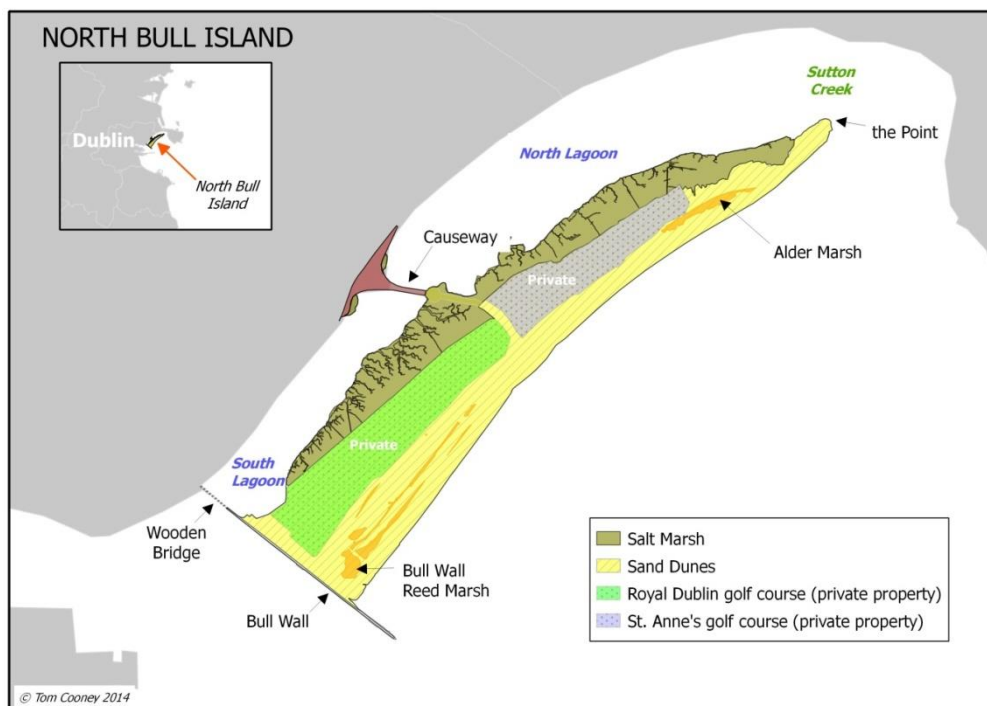 NORTH BULL ISLAND
Dublin
North Bull
Island
Sutton
Creek
the Point
North Lagoon
Causeway
Alder Marsh
Private
Private
South
Lagoon
Wooden
Bridge
Bull Wall
Reed Marsh
Bull Wall
Salt Marsh
Sand Dunes
Royal Dublin golf course (private property)
St. Anne's golf course (private property)
© Tom Cooney 2014